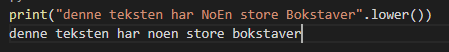 print("denne teksten har NoEn store Bokstaver".lower())
denne teksten har noen store bokstaver